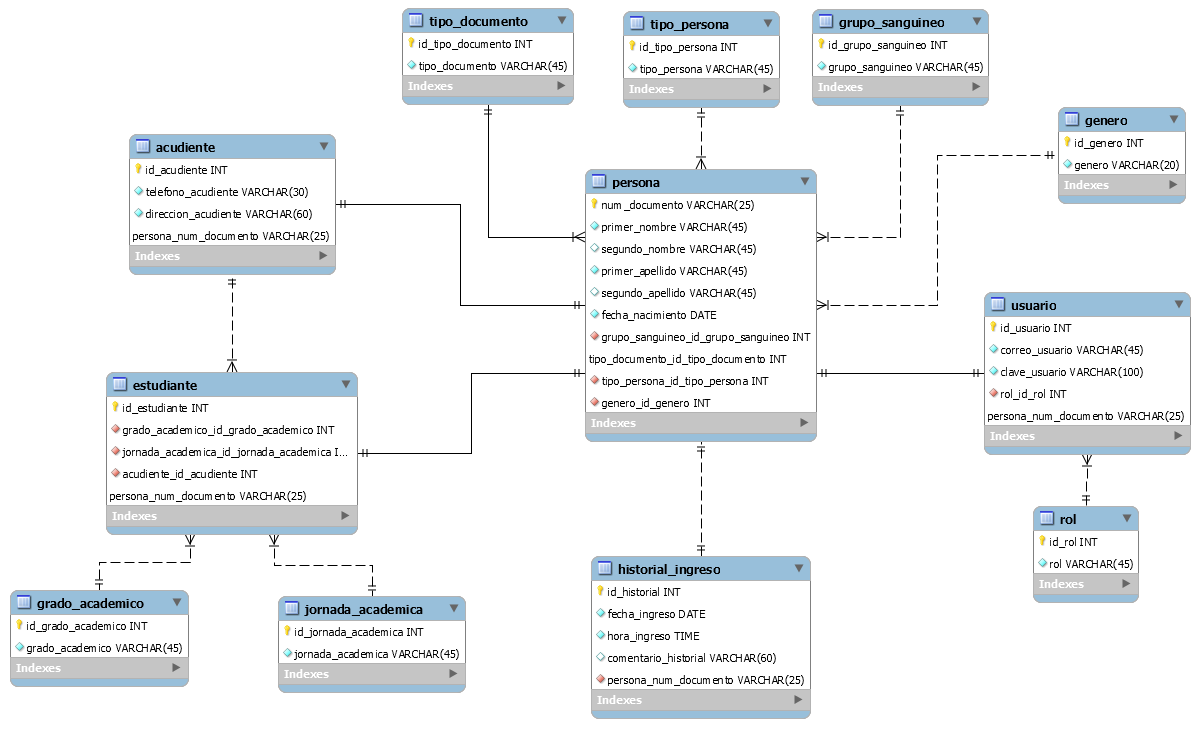 tipo_documento
id_tipo_documento INT
tipo_documento VARCHAR(45)
Indexes
tipo_persona
id_tipo_persona INT
tipo_persona VARCHAR(45)
Indexes
grupo_sanguineo
id_grupo_sanguineo INT
grupo_sanguineo VARCHAR(45)
Indexes
genero
id_genero INT
genero VARCHAR(20)
Indexes
acudiente
id_acudiente INT
telefono_acudiente VARCHAR(30)
direccion_acudiente VARCHAR(60)
persona_num_documento VARCHAR(25)
Indexes
persona
num_documento VARCHAR(25)
primer_nombre VARCHAR(45)
segundo_nombre VARCHAR(45)
primer_apellido VARCHAR(45)
segundo_apellido VARCHAR(45)
fecha_nacimiento DATE
grupo_sanguineo_id_grupo_sanguineo INT
tipo_documento_id_tipo_documento INT
tipo_persona_id_tipo_persona INT
genero_id_genero INT
Indexes
usuario
id_usuario INT
correo_usuario VARCHAR(45)
clave_usuario VARCHAR(100)
rol_id_rol INT
persona_num_documento VARCHAR(25)
Indexes
estudiante
id_estudiante INT
grado_academico_id_grado_academico INT
jornada_academica_id_jornada_academica I...
acudiente_id_acudiente INT
persona_num_documento VARCHAR(25)
Indexes
rol
id_rol INT
rol VARCHAR(45)
Indexes
historial_ingreso
id_historial INT
fecha_ingreso DATE
hora_ingreso TIME
comentario_historial VARCHAR(60)
persona_num_documento VARCHAR(25)
Indexes
grado_academico
id_grado_academico INT
grado_academico VARCHAR(45)
Indexes
jornada_academica
id_jornada_academica INT
jornada_academica VARCHAR(45)
Indexes